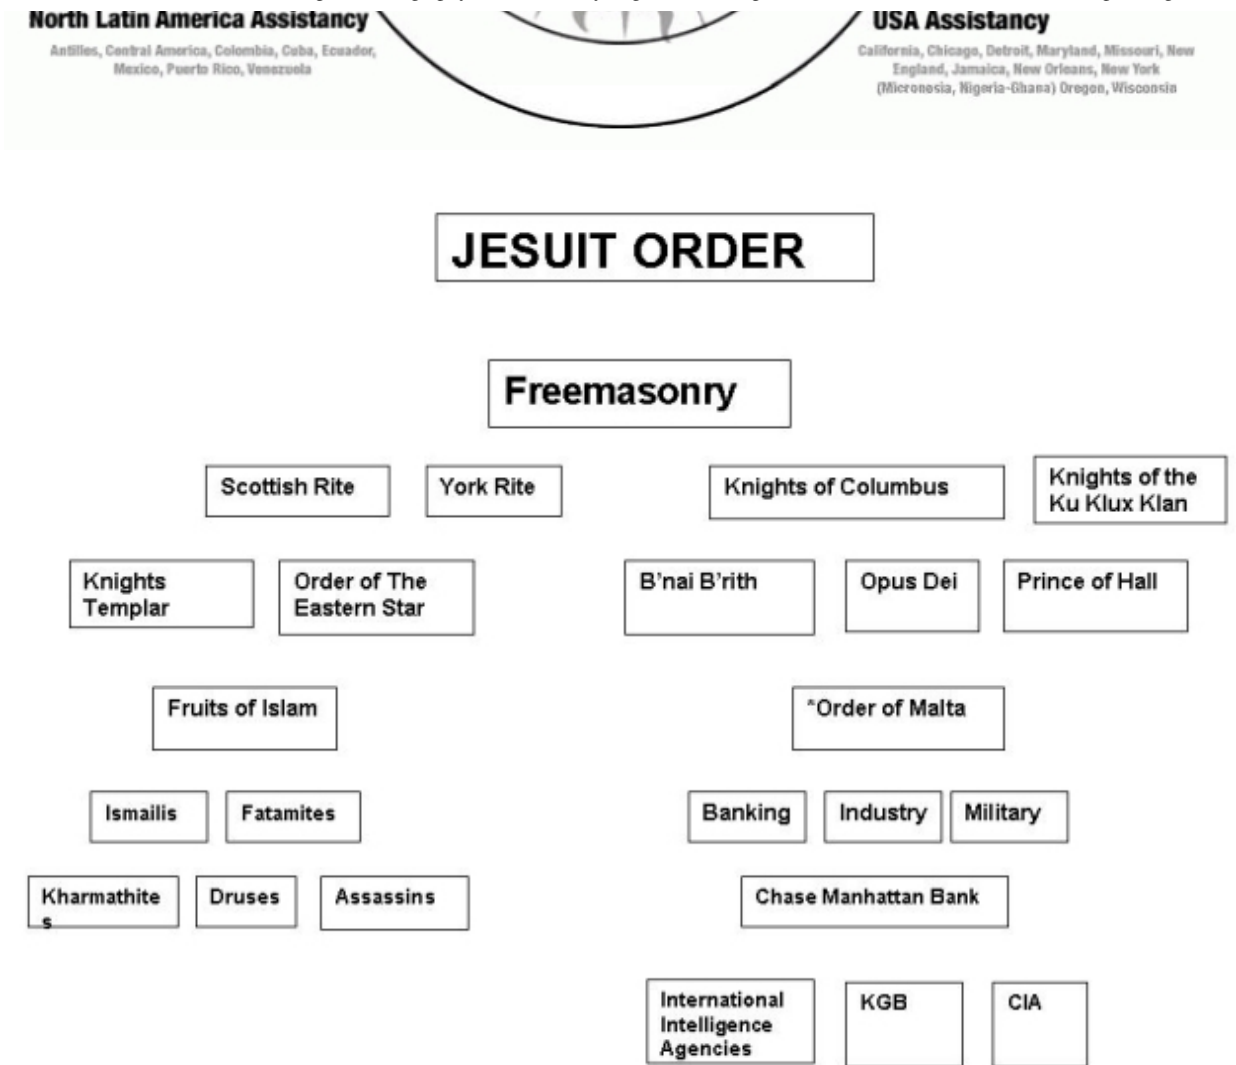 North Latin America Assistancy
Antilles, Central America, Colombia, Cuba, Ecuador,
Mexico, Puerto Rico, Venezuela
USA Assistancy
California, Chicago, Detroit, Maryland, Missouri, New
England, Jamaica, New Orleans, New York
(Micronesia, Nigeria-Ghana) Oregon, Wisconsin
JESUIT ORDER
Freemasonry
Scottish Rite
York Rite
Knights of Columbus
Knights of the
Ku Klux Klan
Knights
Templar
Order of The
Eastern Star
B’nai B’rith
Opus Dei
Prince of Hall
Fruits of Islam
*Order of Malta
Ismailis
Fatamites
Banking
Industry
Military
Kharmathite
s
Druses
Assassins
Chase Manhattan Bank
International
Intelligence
Agencies
KGB
CIA